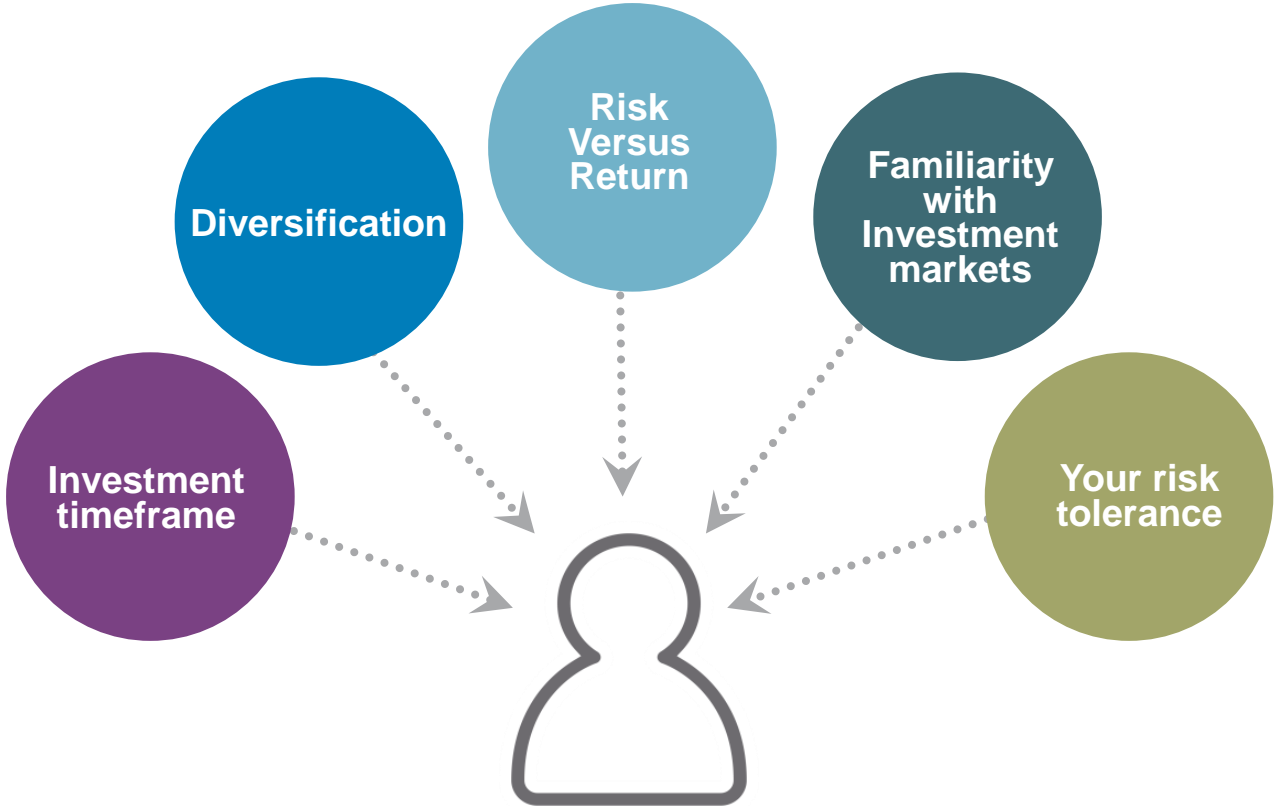 Risk
Versus
Return
Diversification
Familiarity
with
Investment
markets
Investment
timeframe
Your risk
tolerance